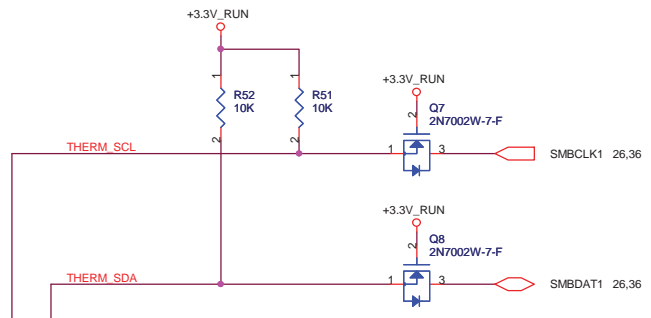 +3.3V_RUN
1
1
R52
10K
R51
10K
2
2
+3.3V_RUN
Q7
2N7002W-7-F
2
THERM_SCL
1
3
SMBCLK1 26,36
+3.3V_RUN
Q8
2N7002W-7-F
2
THERM_SDA
1
3
SMBDAT1 26,36